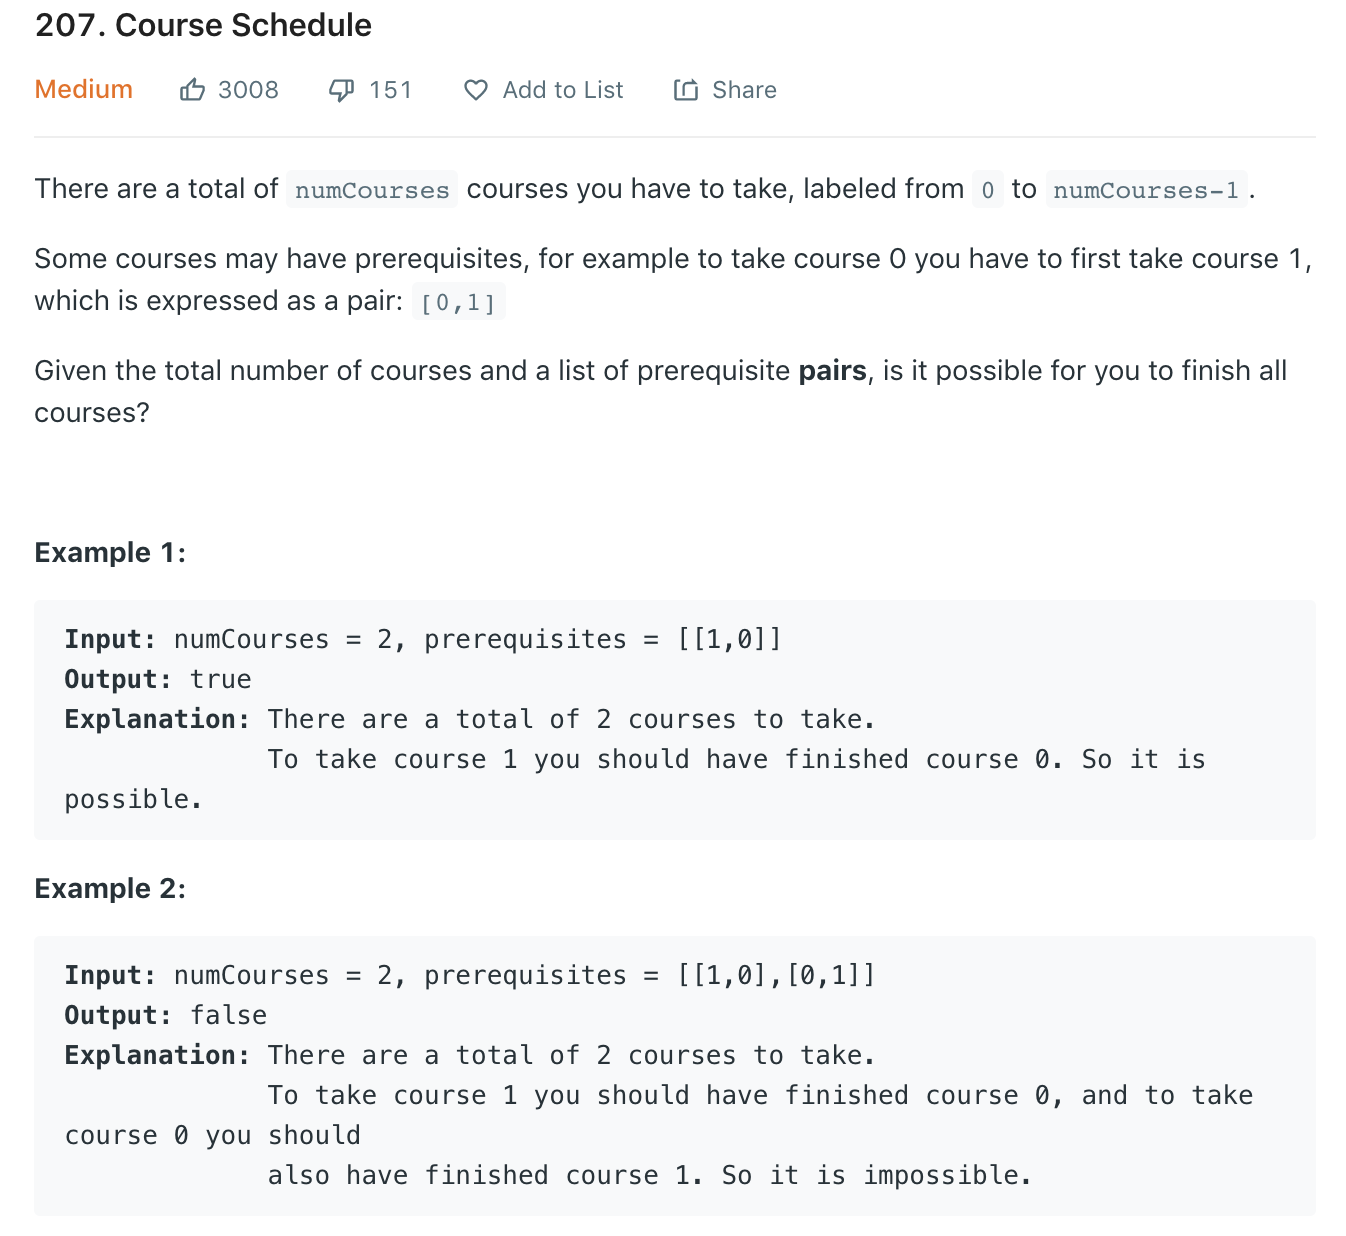 207. Course Schedule
Medium 3008 151 Add to List Share
There are a total of numCourses courses you have to take, labeled from 0 to numCourses-1.
Some courses may have prerequisites, for example to take course 0 you have to first take course 1,
which is expressed as a pair: [0,1]
Given the total number of courses and a list of prerequisite pairs, is it possible for you to finish all
courses?
Example 1:
Input: numCourses = 2, prerequisites = [[1,0]]
Output: true
Explanation: There are a total of 2 courses to take.
To take course 1 you should have finished course 0. So it is
possible.
Example 2:
Input: numCourses = 2, prerequisites = [[1,0],[0,1]]
Output: false
Explanation: There are a total of 2 courses to take.
To take course 1 you should have finished course 0, and to take
course 0 you should
also have finished course 1. So it is impossible.